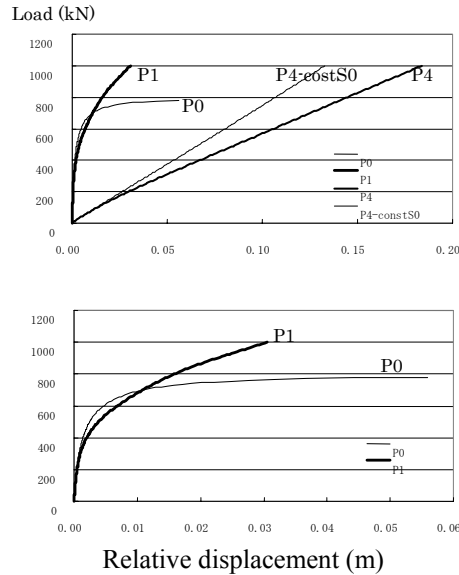 Load (kN)
1200
1000
800
600
400
200
0
P1
P0
P4-costS0
P4
P0
P1
P4
P4-constS0
0.00 0.05 0.10 0.15 0.20
1200
1000
800
600
400
200
0
P1
P0
P0
P1
0.00 0.01 0.02 0.03 0.04 0.05 0.06
Relative displacement (m)